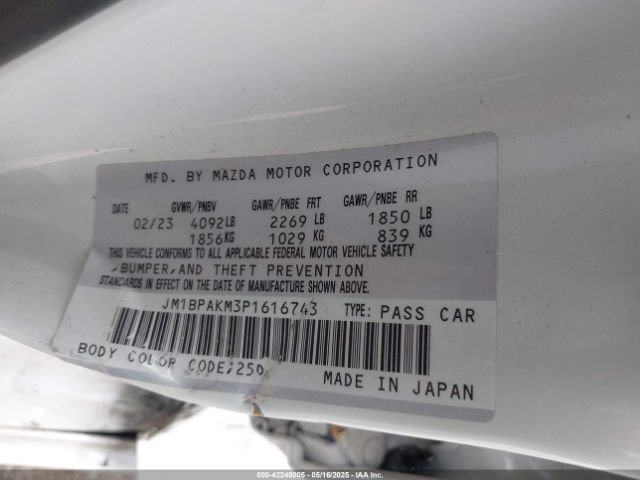 MFD. BY MAZDA MOTOR CORPORATION
DATE GVWR/PNBV GAWR/PNBE FRT GAWR/PNBE RR
02/23 4092LB 2269 LB 1850 LB
1856KG 1029 KG 839 KG
THIS VEHICLE CONFORMS TO ALL APPLICABLE FEDERAL MOTOR VEHICLE SAFETY
,BUMPER,AND THEFT PREVENTION
STANDARDS IN EFFECT ON THE DATE OF MANUFACTURE SHOWN ABOVE.
JM1BPAKM3P1616743 TYPE: PASS CAR
BODY COLOR CODE:25D
MADE IN JAPAN
000-42248005 - 05/16/2025 - IAA Inc.